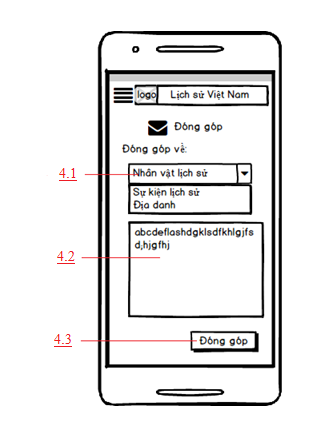 logo Lịch sử Việt Nam
Đóng góp
Đóng góp về:
4.1 Nhân vật lịch sử
Sự kiện lịch sử
Địa danh
abcdeflashdgklsdfkhlgjfs
d;hjgfhj
4.2
4.3 Đóng góp